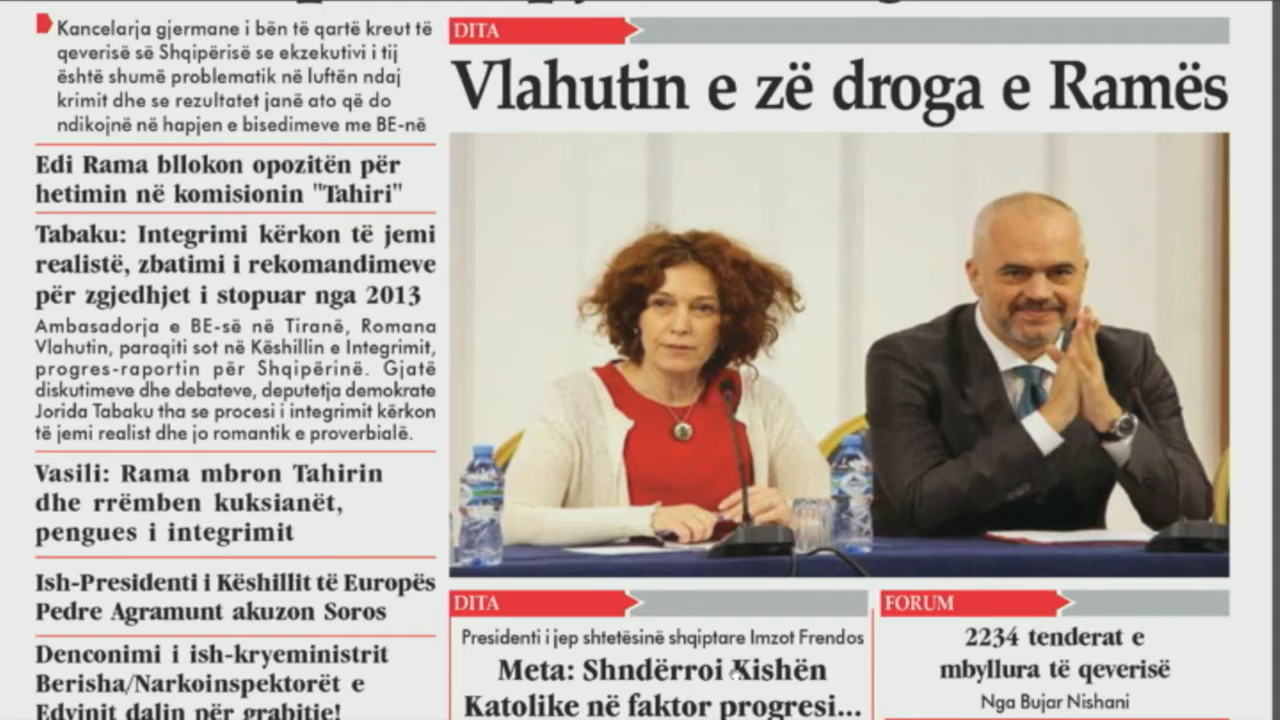 Kancelarja gjermane i bën të qartë kreut të
qeverisë së Shqipërisë se ekzekutivi i tij
është shumë problematik në luftën ndaj
krimit dhe se rezultatet janë ato që do
ndikojnë në hapjen e bisedimeve me BE-në
Edi Rama bllokon opozitën për
hetimin në komisionin "Tahiri"
Tabaku: Integrimi kërkon të jemi
realistë, zbatimi i rekomandimeve
për zgjedhjet i stopuar nga 2013
Ambasadorja e BE-së në Tiranë, Romana
Vlahutin, paraqiti sot në Këshillin e Integrimit,
progres-raportin për Shqipërinë. Gjatë
diskutimeve dhe debateve, deputetja demokrate
Jorida Tabaku tha se procesi i integrimit kërkon
të jemi realist dhe jo romantik e proverbialë.
Vasili: Rama mbron Tahirin
dhe rrëmben kuksianët,
pengues i integrimit
Ish-Presidenti i Këshillit të Europës
Pedre Agramunt akuzon Soros
Denconimi i ish-kryeministrit
Berisha/Narkoinspektorët e
Edvinit dalin për grabitje!
DITA
Vlahutin e zë droga e Ramës
DITA
Presidenti i jep shtetësinë shqiptare Imzot Frendos
Meta: Shndërroi Kishën
Katolike në faktor progresi...
FORUM
2234 tenderat e
mbyllura të qeverisë
Nga Bujar Nishani